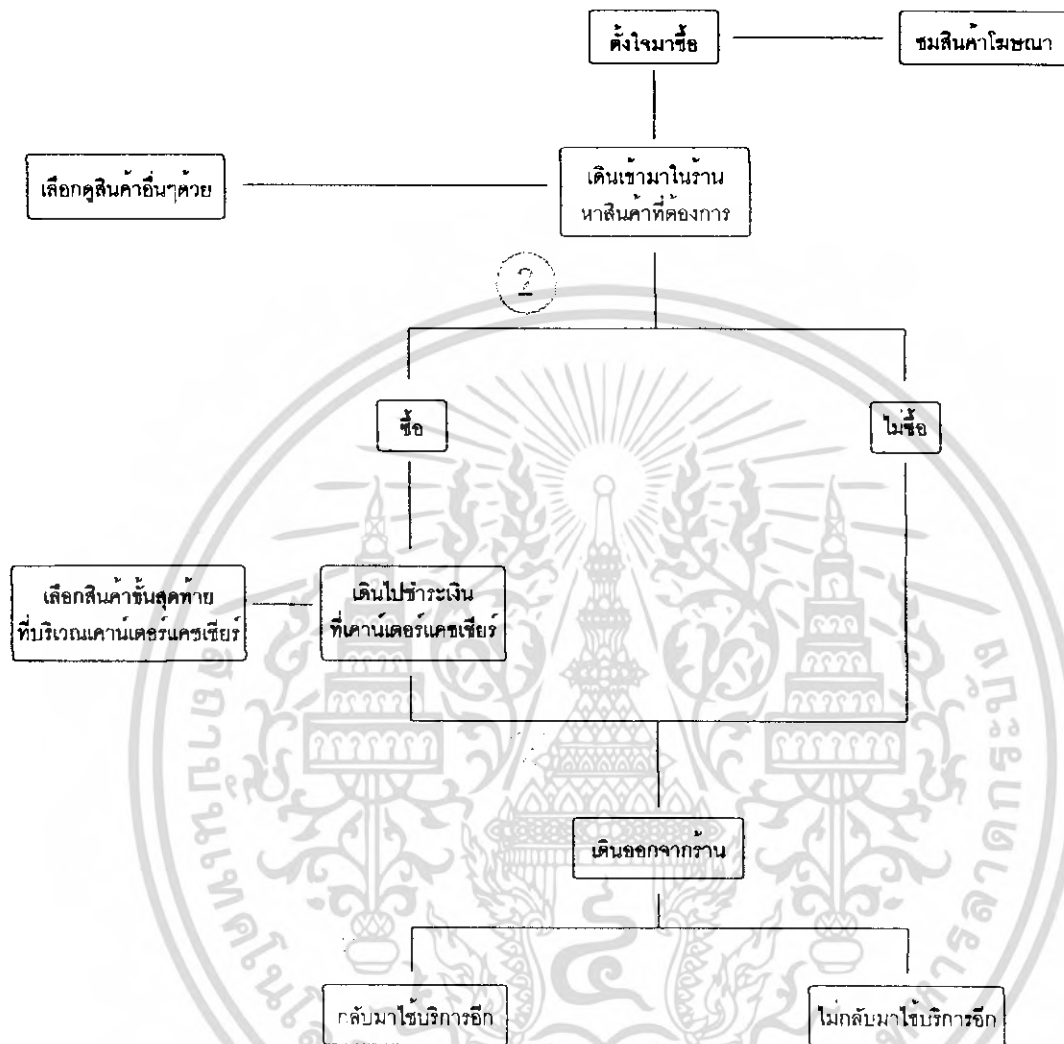 ตั้งใจมาซื้อ
ชมสินค้าโฆษณา
เลือกดูสินค้าอื่นๆด้วย
เดินเข้ามาในร้าน
หาสินค้าที่ต้องการ
2
ซื้อ
ไม่ซื้อ
เลือกสินค้าขั้นสุดท้าย
ที่บริเวณเคาน์เตอร์แคชเชียร์
เดินไปชำระเงิน
ที่เคาน์เตอร์แคชเชียร์
เดินออกจากร้าน
กลับมาใช้บริการอีก
ไม่กลับมาใช้บริการอีก